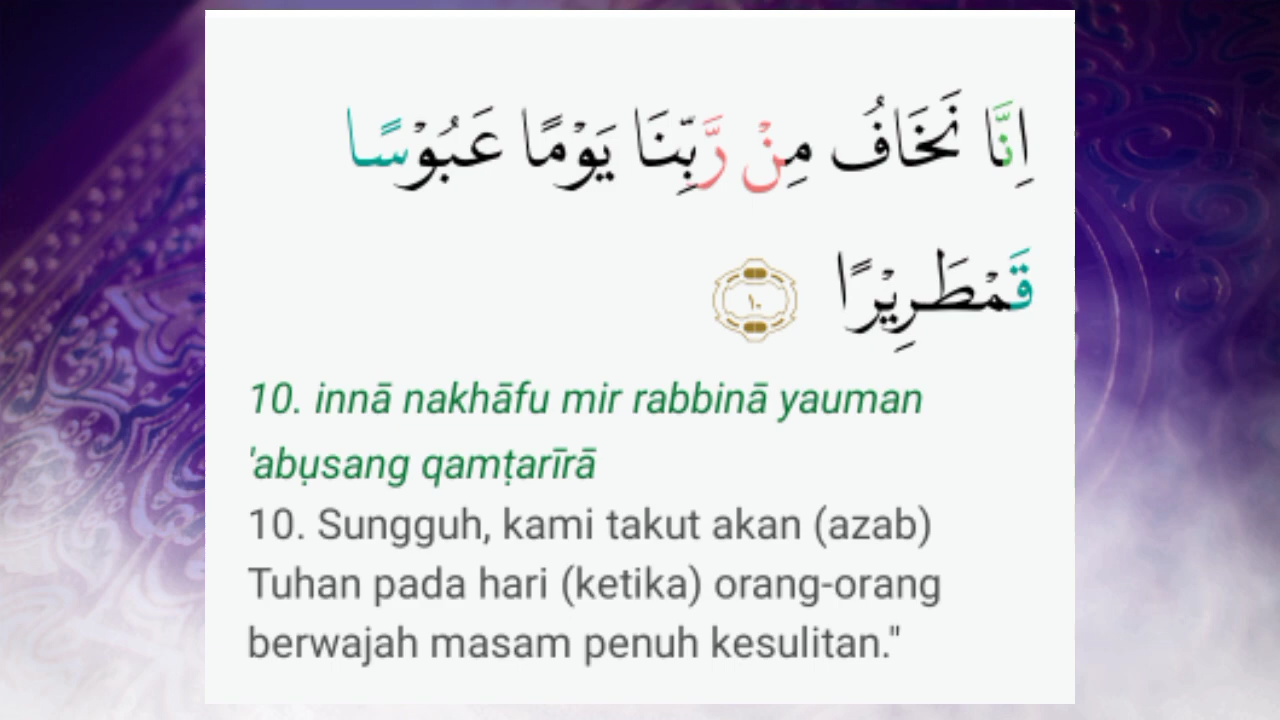 اِنَّا نَخَافُ مِنْ رَّبِّنَا يَوْمًا عَبُوْسًا
قَمْطَرِيْرًا ١٠
10. innā nakhāfu mir rabbinā yauman
'abụsang qamṭarīrā
10. Sungguh, kami takut akan (azab)
Tuhan pada hari (ketika) orang-orang
berwajah masam penuh kesulitan."